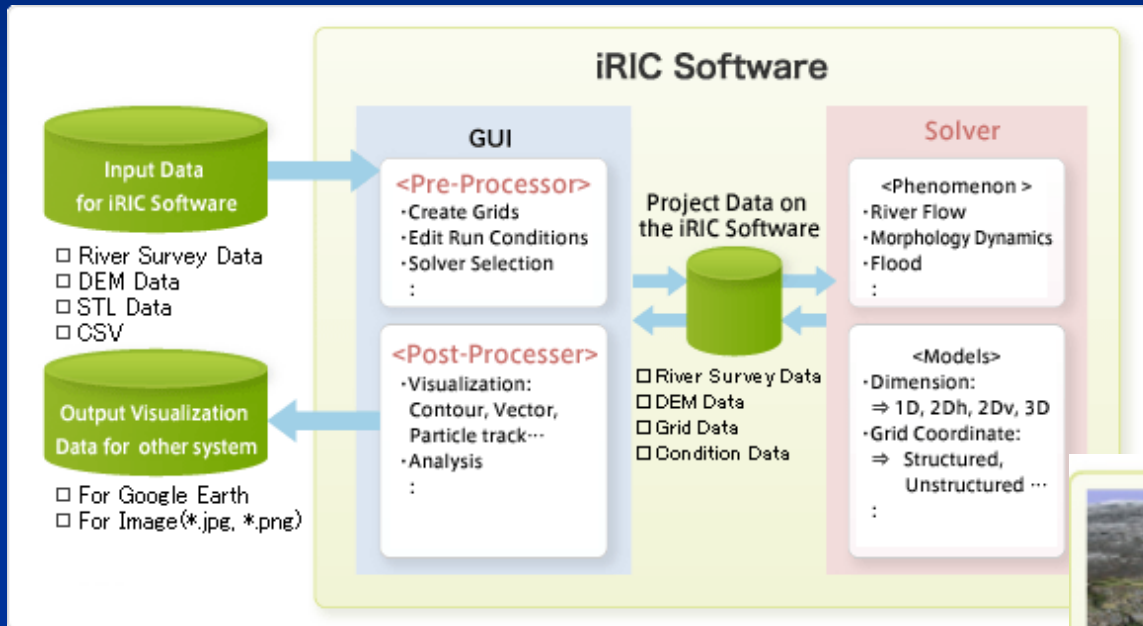 iRIC Software
Input Data
for iRIC Software
□ River Survey Data
□ DEM Data
□ STL Data
□ CSV
Output Visualization
Data for other system
□ For Google Earth
□ For Image(*.jpg, *.png)
GUI
<Pre-Processor>
・Create Grids
・Edit Run Conditions
・Solver Selection
:
<Post-Processer>
・Visualization:
Contour, Vector,
Particle track…
・Analysis
:
Project Data on
the iRIC Software
□ River Survey Data
□ DEM Data
□ Grid Data
□ Condition Data
Solver
<Phenomenon >
・River Flow
・Morphology Dynamics
・Flood
:
<Models>
・Dimension:
⇒ 1D, 2Dh, 2Dv, 3D
・Grid Coordinate:
⇒ Structured,
Unstructured …
: